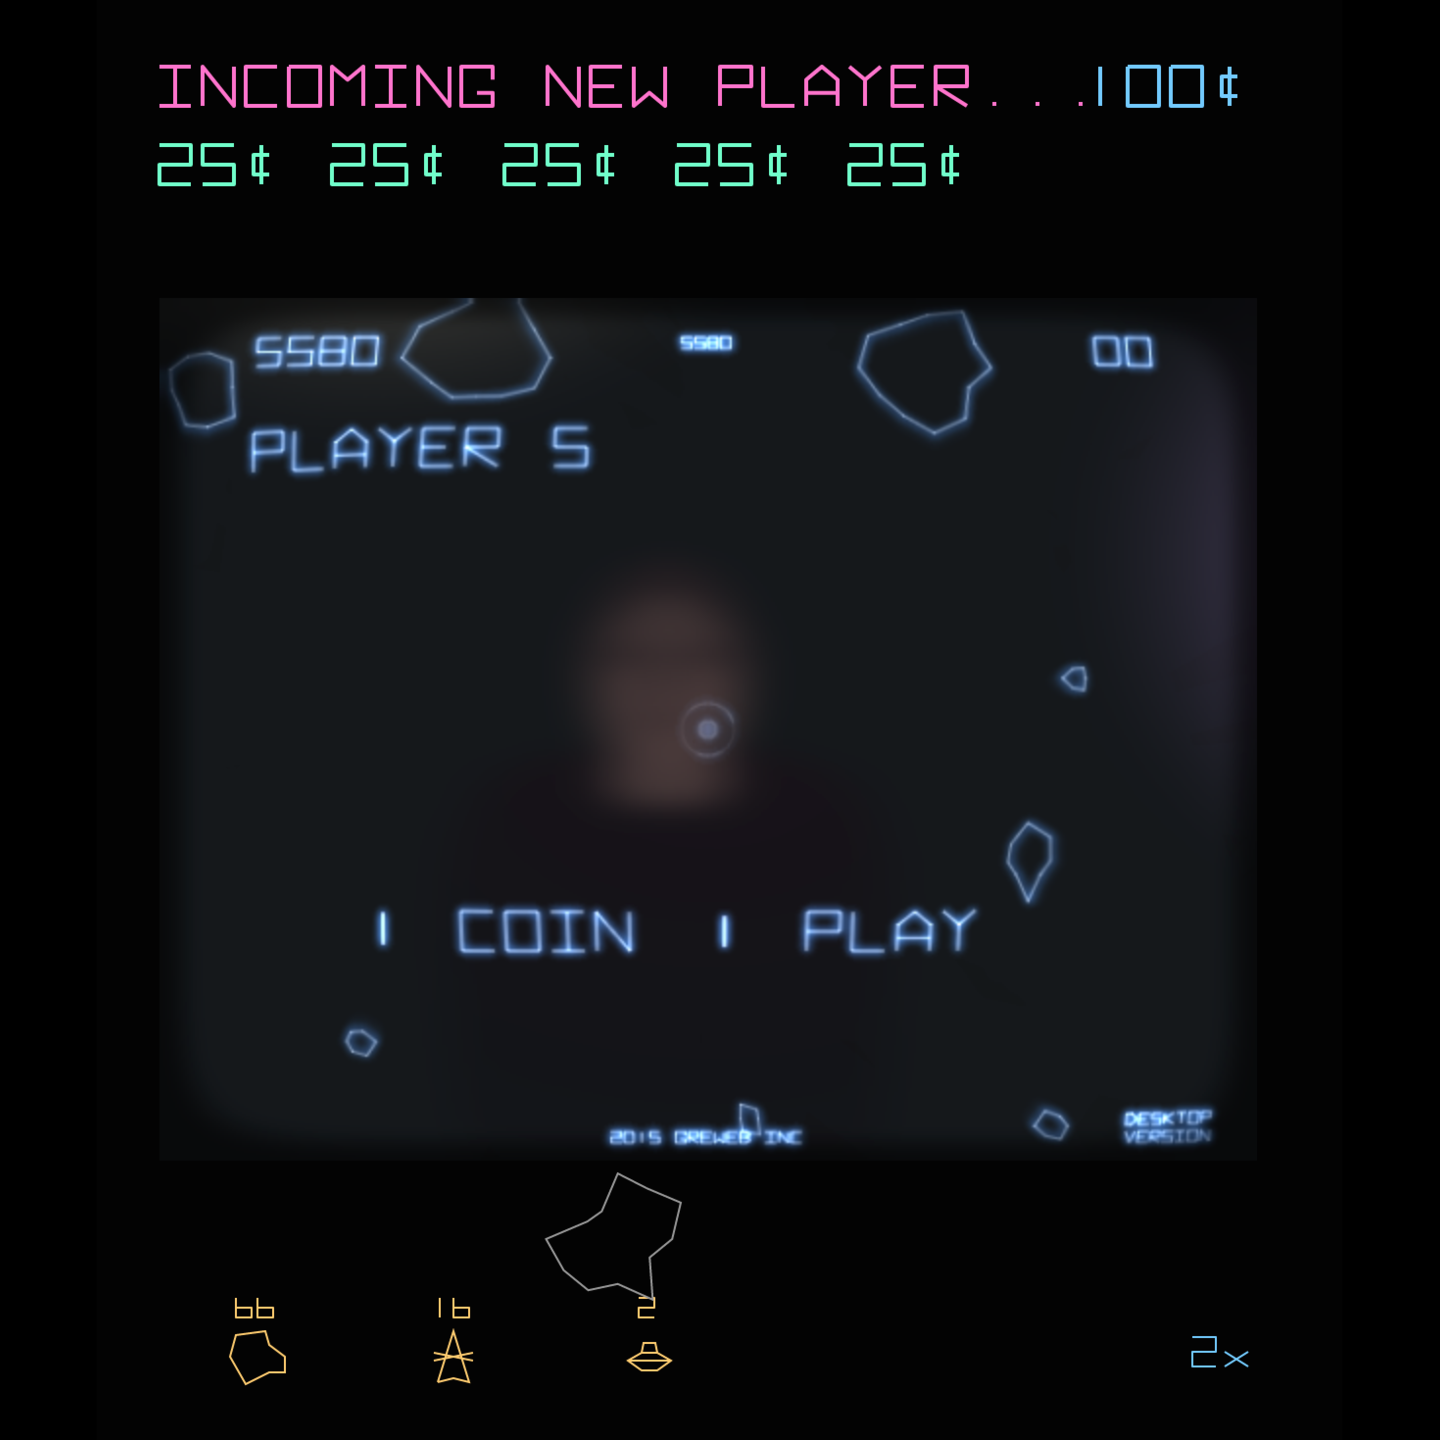 INCOMING NEW PLAYER...100¢
25¢ 25¢ 25¢ 25¢ 25¢
5580 5580 00
PLAYER 5
1 COIN 1 PLAY
2015 GREWEB INC
DESKTOP
VERSION
66 16 2
2x